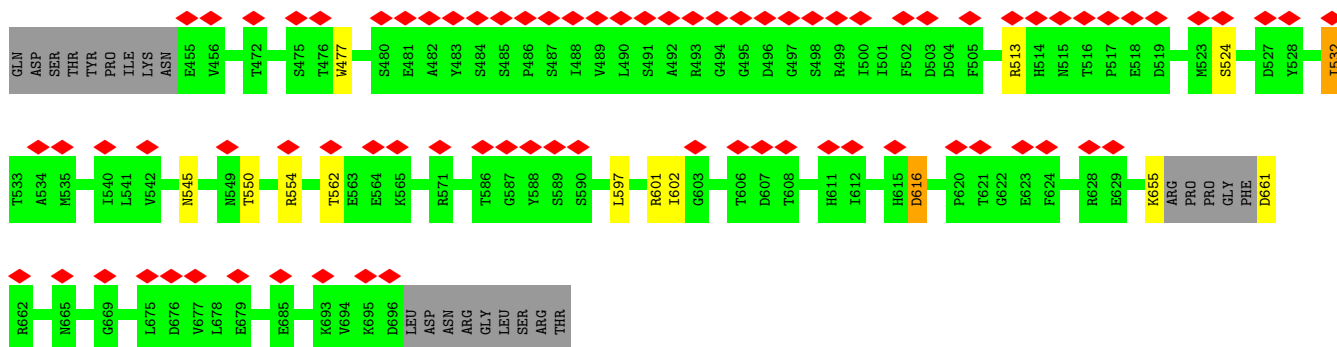 GLN ASP SER THR TYR PRO ILE LYS ASN E455 V456 T472 S475 T476 W477 S480 E481 A482 Y483 S484 S485 P486 S487 I488 V489 L490 S491 A492 R493 G494 G495 D496 G497 S498 R499 I500 I501 F502 D503 D504 F505 R513 H514 N515 T516 P517 E518 D519 M523 S524 D527 Y528 I532
T533 A534 M535 I540 L541 V542 N545 N549 T550 R554 T562 E563 E564 K565 R571 T586 G587 Y588 S589 S590 L597 R601 I602 G603 T606 D607 T608 H611 I612 H615 D616 P620 T621 G622 E623 F624 R628 E629 K655 ARG PRO PRO GLY PHE D661
R662 N665 G669 L675 D676 V677 L678 E679 E685 K693 V694 K695 D696 LEU ASP ASN ARG GLY LEU SER ARG THR